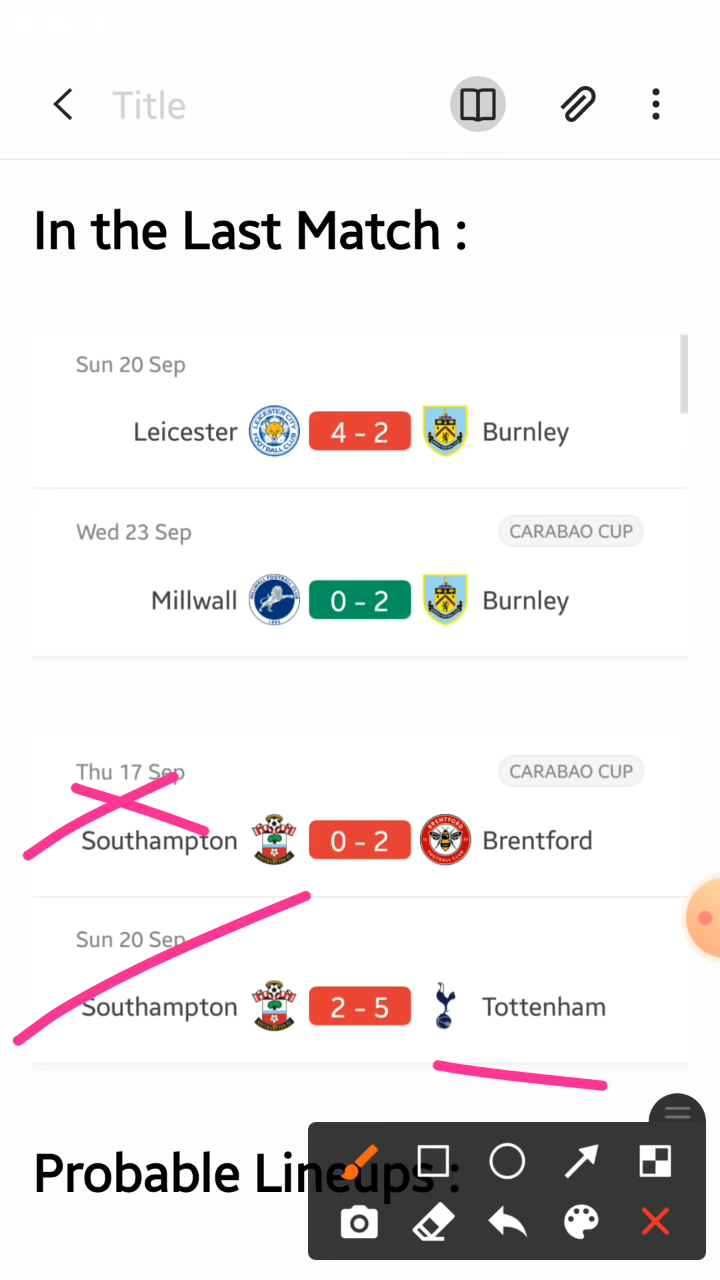 Title
In the Last Match :
Sun 20 Sep
Leicester 4 - 2 Burnley
Wed 23 Sep CARABAO CUP
Millwall 0 - 2 Burnley
Thu 17 Sep CARABAO CUP
Southampton 0 - 2 Brentford
Sun 20 Sep
Southampton 2 - 5 Tottenham
Probable Lineups :